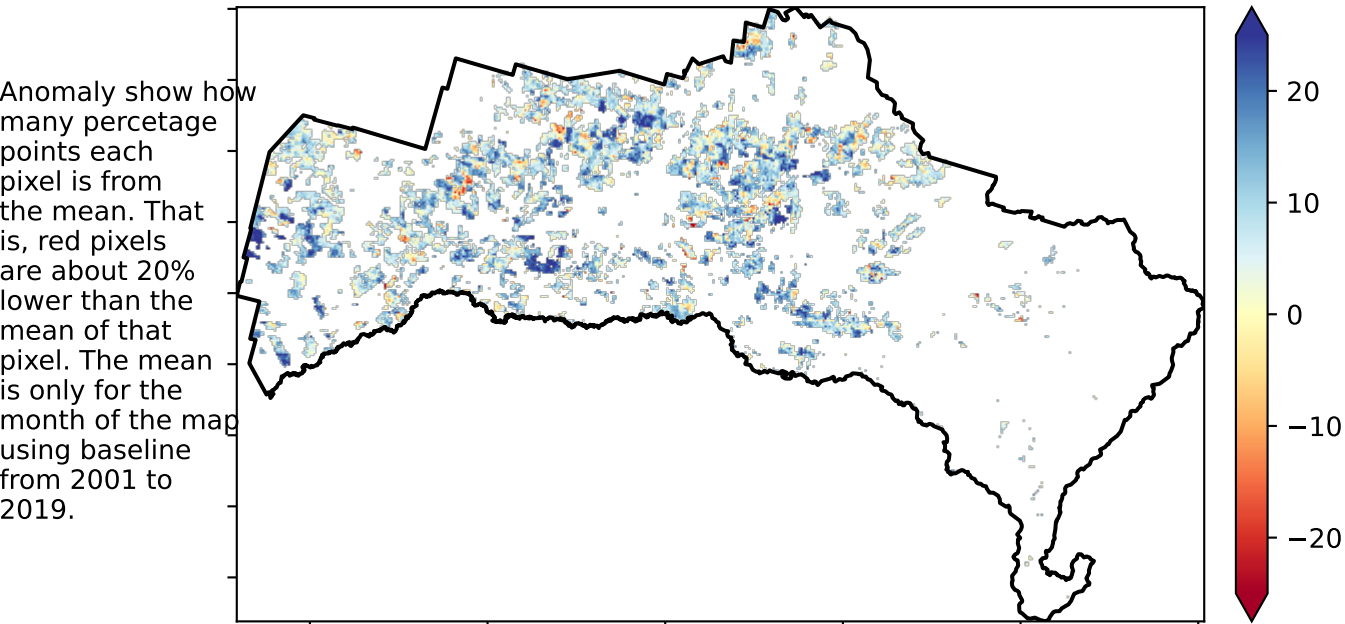 Anomaly show how
many percetage
points each
pixel is from
the mean. That
is, red pixels
are about 20%
lower than the
mean of that
pixel. The mean
is only for the
month of the map
using baseline
from 2001 to
2019.
20
10
0
−10
−20